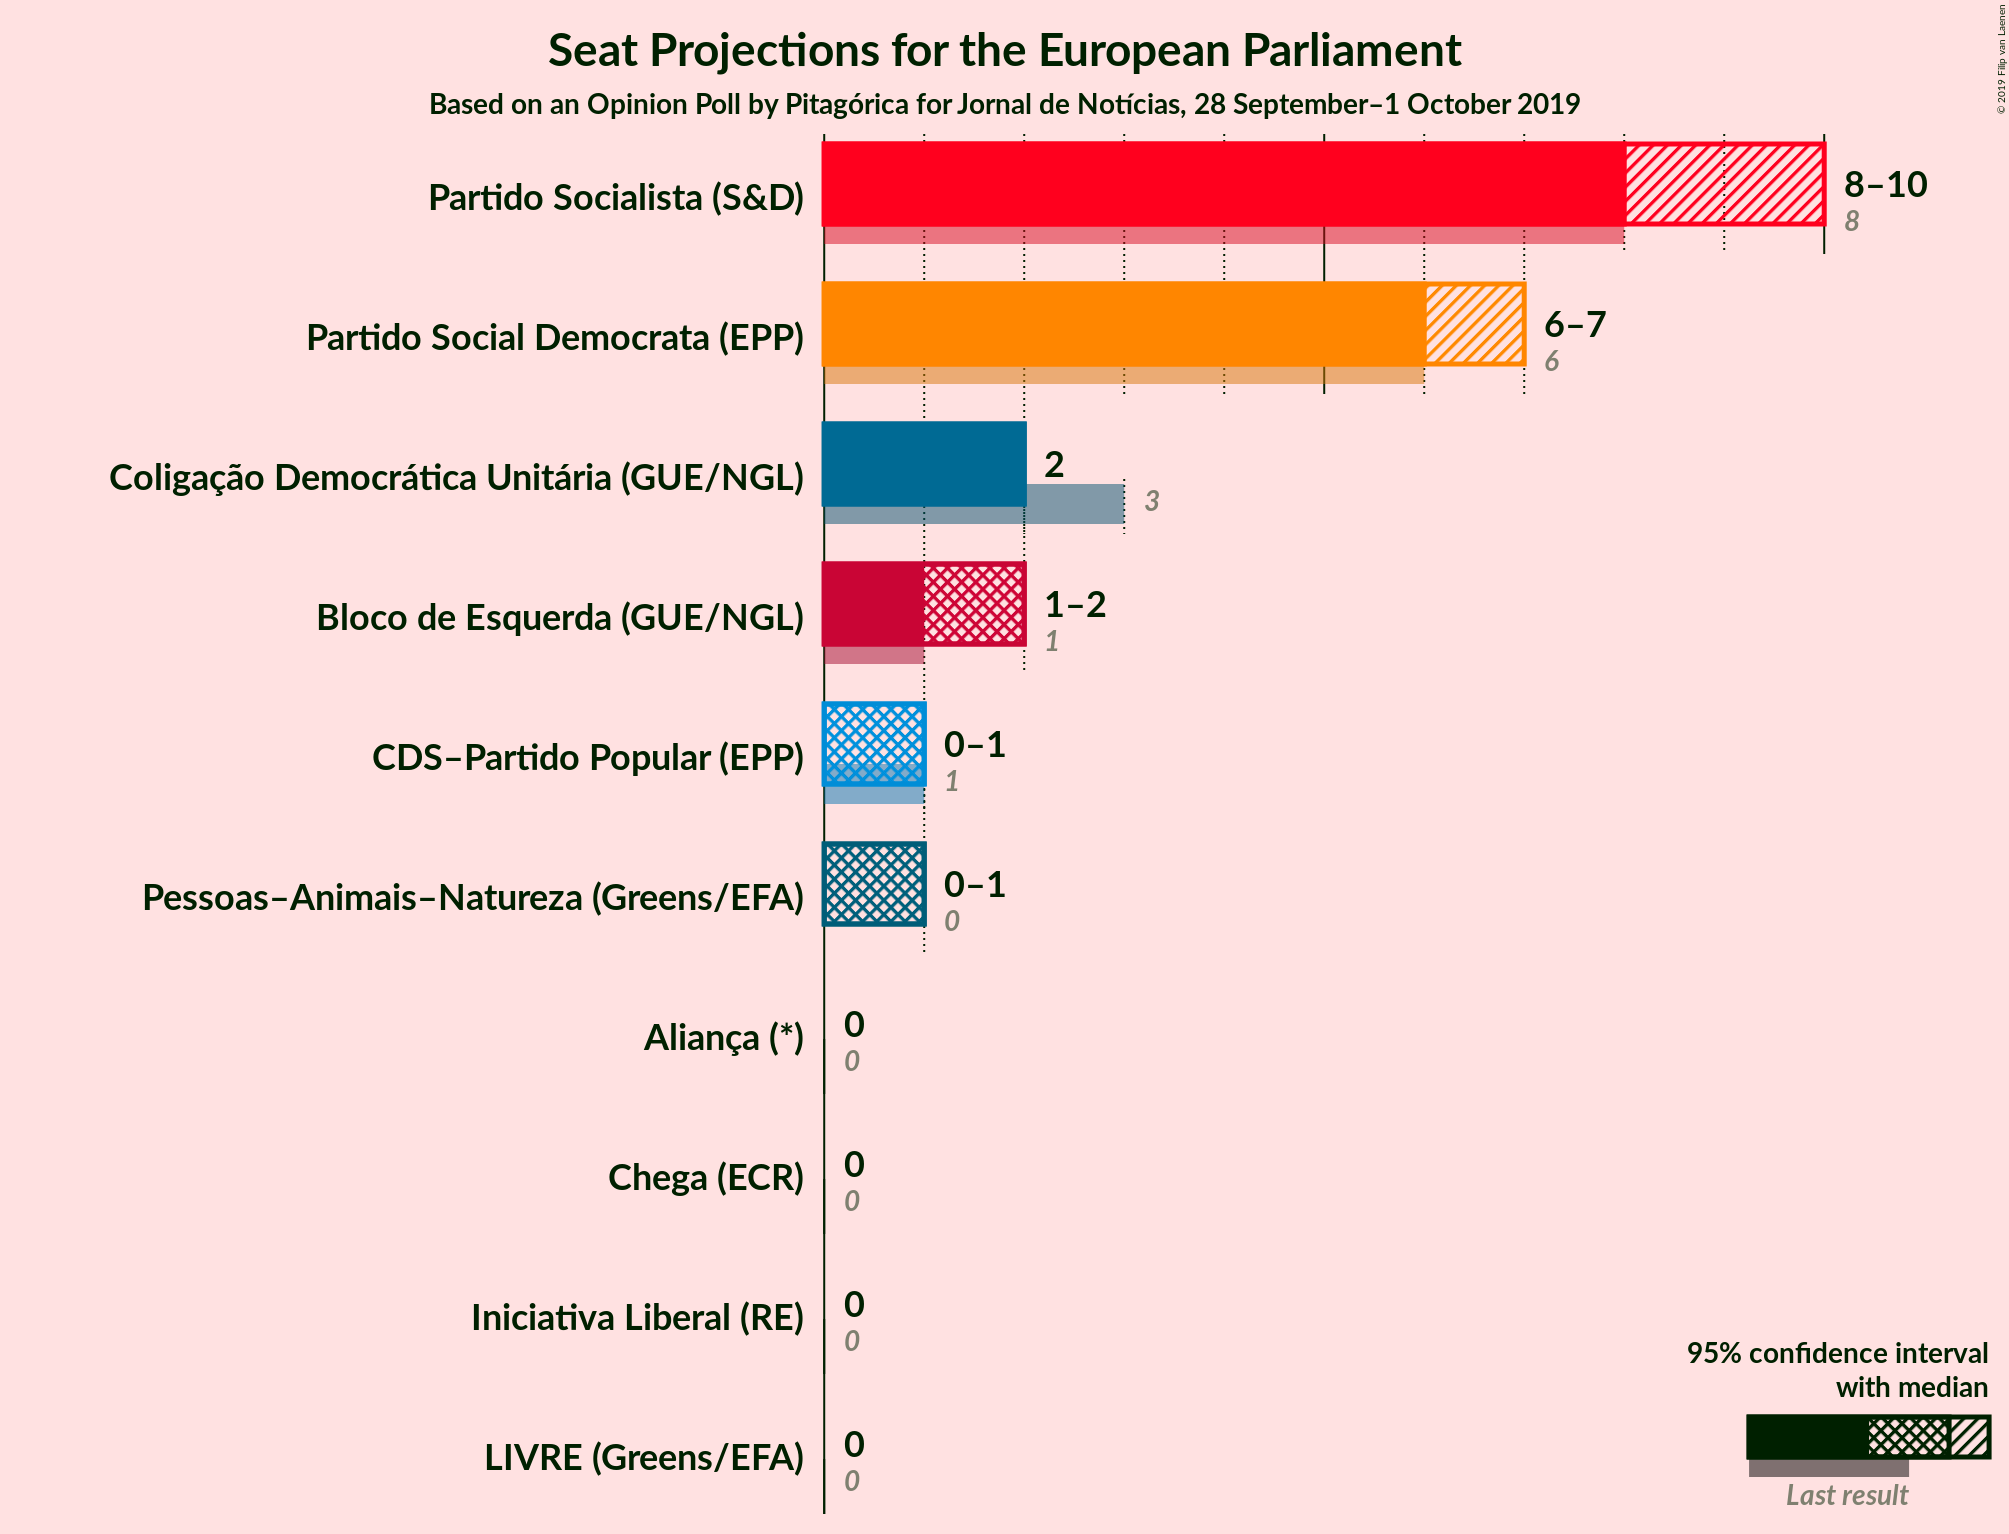 Seat Projections for the European Parliament
Based on an Opinion Poll by Pitagórica for Jornal de Notícias, 28 September–1 October 2019
© 2019 Filip van Laenen
Partido Socialista (S&D)
8–10
8
Partido Social Democrata (EPP)
6–7
6
Coligação Democrática Unitária (GUE/NGL)
2
3
Bloco de Esquerda (GUE/NGL)
1–2
1
CDS–Partido Popular (EPP)
0–1
1
Pessoas–Animais–Natureza (Greens/EFA)
0–1
0
Aliança (*)
0
0
Chega (ECR)
0
0
Iniciativa Liberal (RE)
0
0
LIVRE (Greens/EFA)
0
0
95% confidence interval
with median
Last result